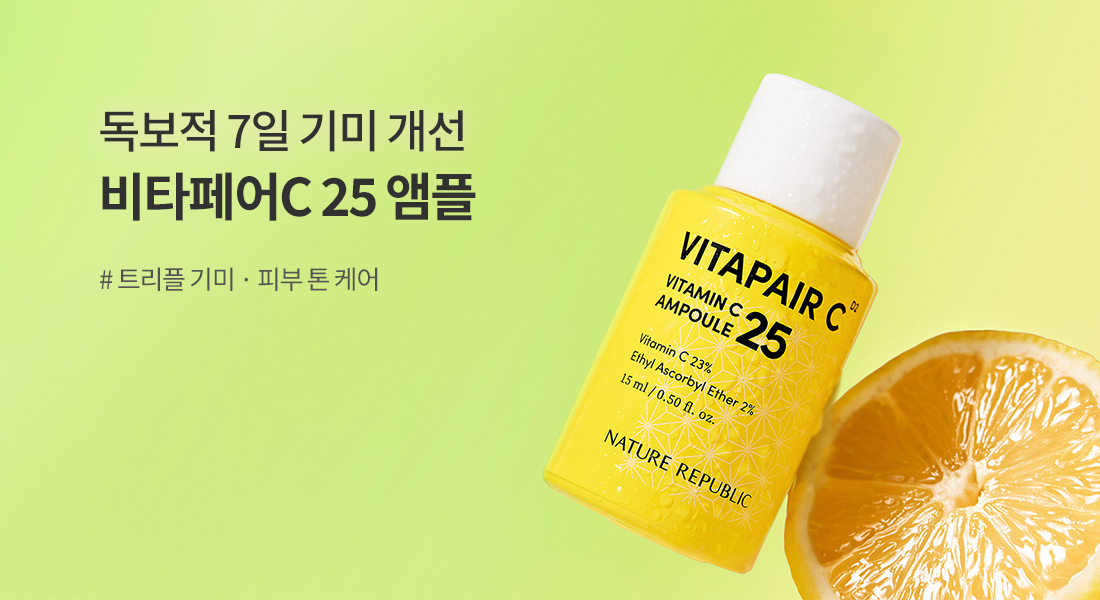 독보적 7일 기미 개선
비타페어C 25 앰플
# 트리플 기미 · 피부 톤 케어
VITAPAIR C D2
VITAMIN C
AMPOULE 25
Vitamin C 23%
Ethyl Ascorbyl Ether 2%
15 ml / 0.50 fl. oz.
NATURE REPUBLIC